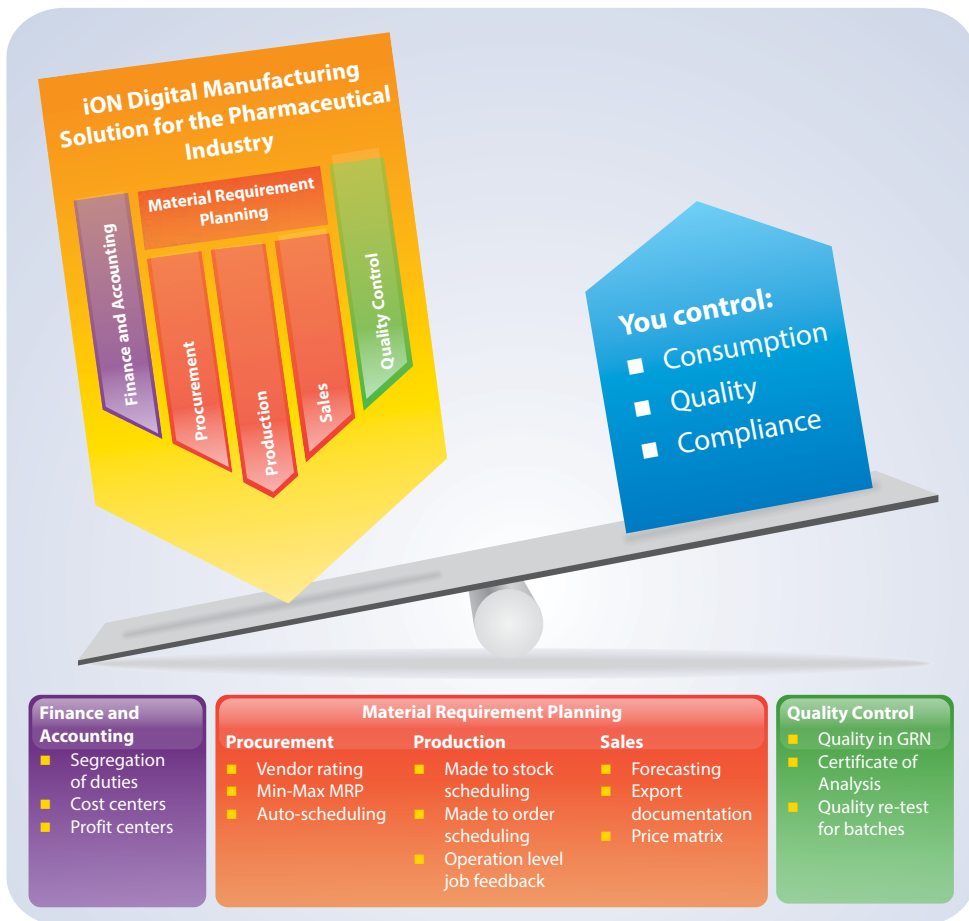 iON Digital Manufacturing
Solution for the Pharmaceutical
Industry
Material Requirement
Planning
Finance and Accounting
Procurement
Production
Sales
Quality Control
You control:
Consumption
Quality
Compliance
Finance and
Accounting
Segregation
of duties
Cost centers
Profit centers
Material Requirement Planning
Procurement
Vendor rating
Min-Max MRP
Auto-scheduling
Production
Made to stock
scheduling
Made to order
scheduling
Operation level
job feedback
Sales
Forecasting
Export
documentation
Price matrix
Quality Control
Quality in GRN
Certificate of
Analysis
Quality re-test
for batches